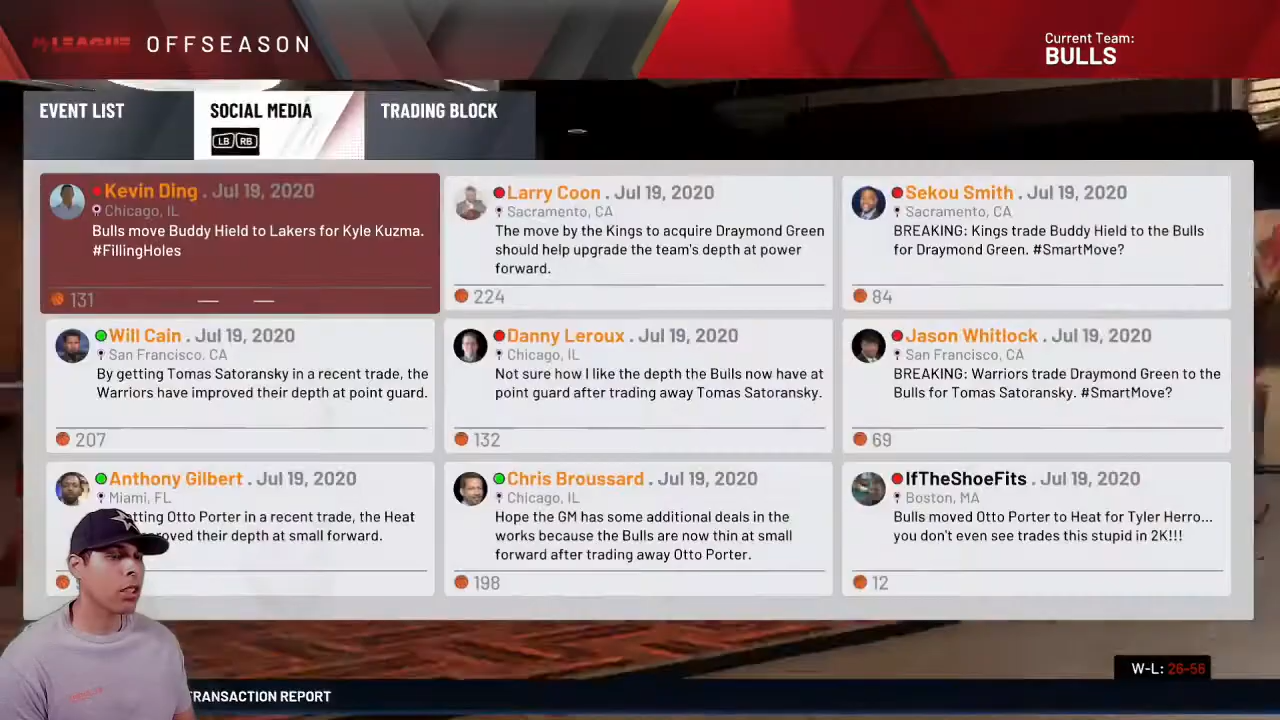 MyLEAGUE OFFSEASON
Current Team:
BULLS
EVENT LIST
SOCIAL MEDIA
TRADING BLOCK
LB RB
Kevin Ding . Jul 19, 2020
Chicago, IL
Bulls move Buddy Hield to Lakers for Kyle Kuzma.
#FillingHoles
131
Larry Coon . Jul 19, 2020
Sacramento, CA
The move by the Kings to acquire Draymond Green
should help upgrade the team's depth at power
forward.
224
Sekou Smith . Jul 19, 2020
Sacramento, CA
BREAKING: Kings trade Buddy Hield to the Bulls
for Draymond Green. #SmartMove?
84
Will Cain . Jul 19, 2020
San Francisco, CA
By getting Tomas Satoransky in a recent trade, the
Warriors have improved their depth at point guard.
207
Danny Leroux . Jul 19, 2020
Chicago, IL
Not sure how I like the depth the Bulls now have at
point guard after trading away Tomas Satoransky.
132
Jason Whitlock . Jul 19, 2020
San Francisco, CA
BREAKING: Warriors trade Draymond Green to the
Bulls for Tomas Satoransky. #SmartMove?
69
Anthony Gilbert . Jul 19, 2020
Miami, FL
etting Otto Porter in a recent trade, the Heat
roved their depth at small forward.
Chris Broussard . Jul 19, 2020
Chicago, IL
Hope the GM has some additional deals in the
works because the Bulls are now thin at small
forward after trading away Otto Porter.
198
IfTheShoeFits . Jul 19, 2020
Boston, MA
Bulls moved Otto Porter to Heat for Tyler Herro...
you don't even see trades this stupid in 2K!!!
12
W-L: 26-56
TRANSACTION REPORT